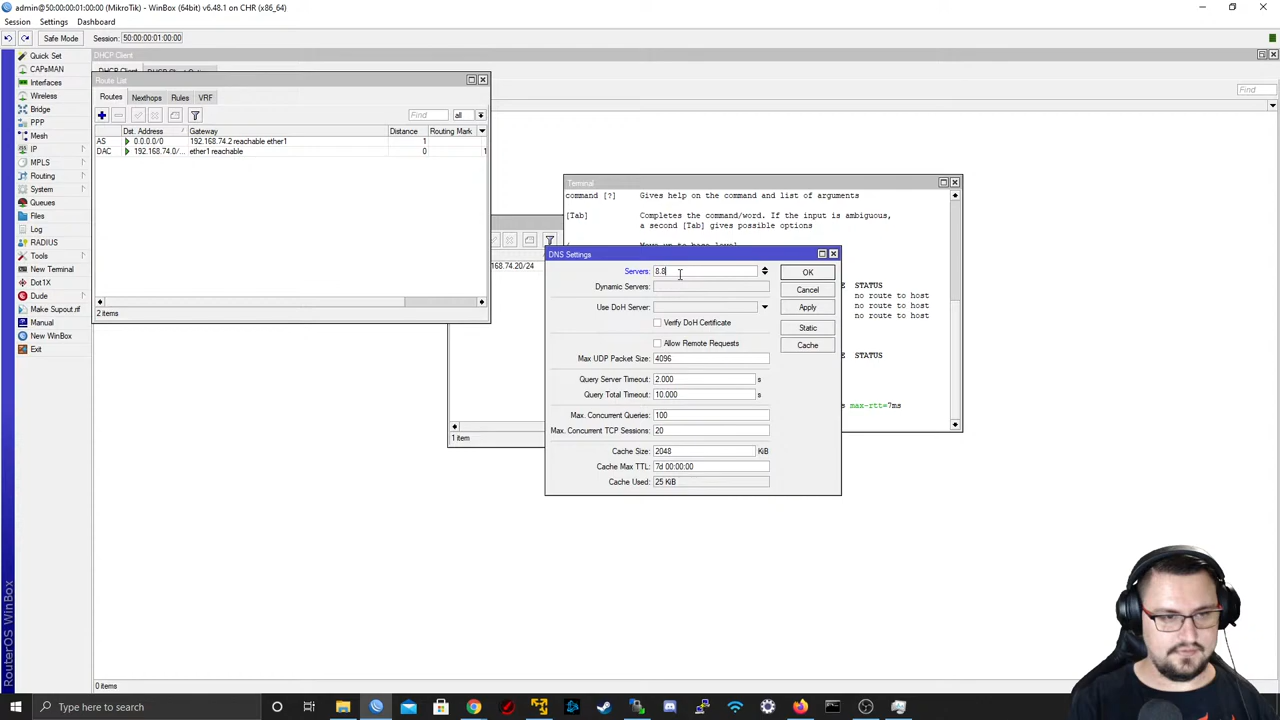 admin@50:00:00:01:00:00 (MikroTik) - WinBox (64bit) v6.48.1 on CHR (x86_64)
Session Settings Dashboard
Safe Mode Session: 50:00:00:01:00:00
Quick Set
CAPsMAN
Interfaces
Wireless
Bridge
PPP
Mesh
IP
MPLS
Routing
System
Queues
Files
Log
RADIUS
Tools
New Terminal
Dot1X
Dude
Make Supout.rif
Manual
New WinBox
Exit
RouterOS WinBox
DHCP Client
Find
Route List
Routes Nexthops Rules VRF
Find all
Dst. Address Gateway Distance Routing Mark
AS 0.0.0.0/0 192.168.74.2 reachable ether1 1
DAC 192.168.74.0/... ether1 reachable 0 1
2 items
68.74.20/24
1 item
Terminal
command [?] Gives help on the command and list of arguments
[Tab] Completes the command/word. If the input is ambiguous,
a second [Tab] gives possible options
STATUS
no route to host
no route to host
no route to host
STATUS
s max-rtt=7ms
DNS Settings
Servers: 8.8
Dynamic Servers:
Use DoH Server:
Verify DoH Certificate
Allow Remote Requests
Max UDP Packet Size: 4096
Query Server Timeout: 2.000 s
Query Total Timeout: 10.000 s
Max. Concurrent Queries: 100
Max. Concurrent TCP Sessions: 20
Cache Size: 2048 KiB
Cache Max TTL: 7d 00:00:00
Cache Used: 25 KiB
OK
Cancel
Apply
Static
Cache
0 items
Type here to search